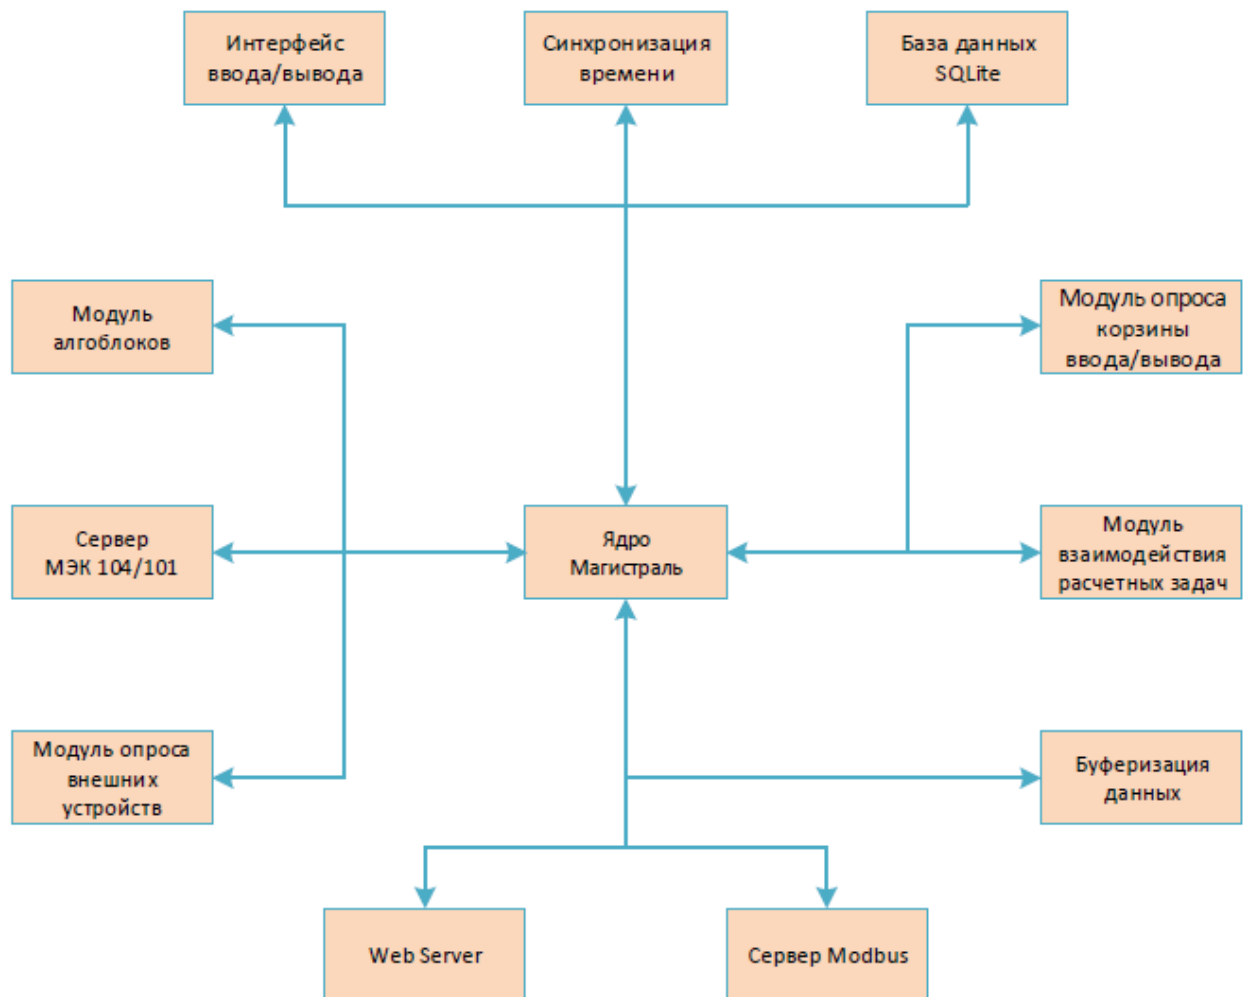 Интерфейс
ввода/вывода
Синхронизация
времени
База данных
SQLite
Модуль
алгоблоков
Модуль опроса
корзины
ввода/вывода
Сервер
МЭК 104/101
Ядро
Магистраль
Модуль
взаимодействия
расчетных задач
Модуль опроса
внешних
устройств
Буферизация
данных
Web Server
Сервер Modbus